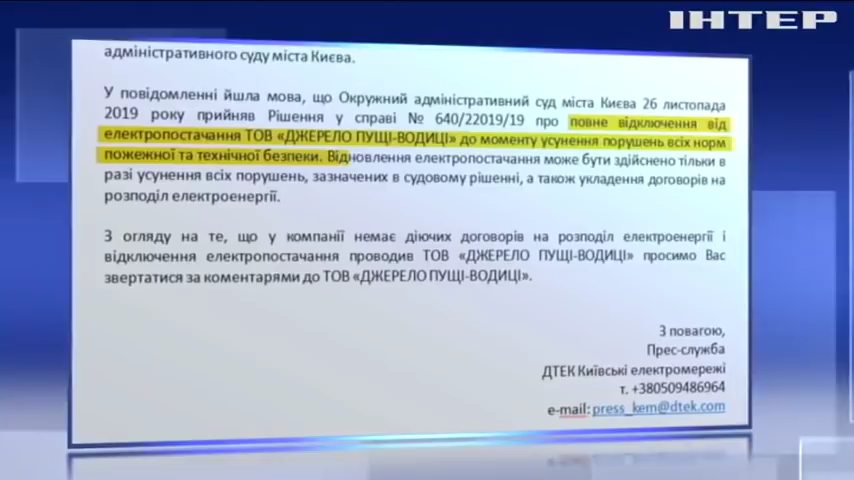 ІНТЕР
адміністративного суду міста Києва.
У повідомленні йшла мова, що Окружний адміністративний суд міста Києва 26 листопада
2019 року прийняв Рішення у справі № 640/22019/19 про повне відключення від
електропостачання ТОВ «ДЖЕРЕЛО ПУЩІ-ВОДИЦІ» до моменту усунення порушень всіх норм
пожежної та технічної безпеки. Відновлення електропостачання може бути здійснено тільки в
разі усунення всіх порушень, зазначених в судовому рішенні, а також укладення договорів на
розподіл електроенергії.
З огляду на те, що у компанії немає діючих договорів на розподіл електроенергії і
відключення електропостачання проводив ТОВ «ДЖЕРЕЛО ПУЩІ-ВОДИЦІ» просимо Вас
звертатися за коментарями до ТОВ «ДЖЕРЕЛО ПУЩІ-ВОДИЦІ».
З повагою,
Прес-служба
ДТЕК Київські електромережі
т. +380509486964
e-mail: press_kem@dtek.com